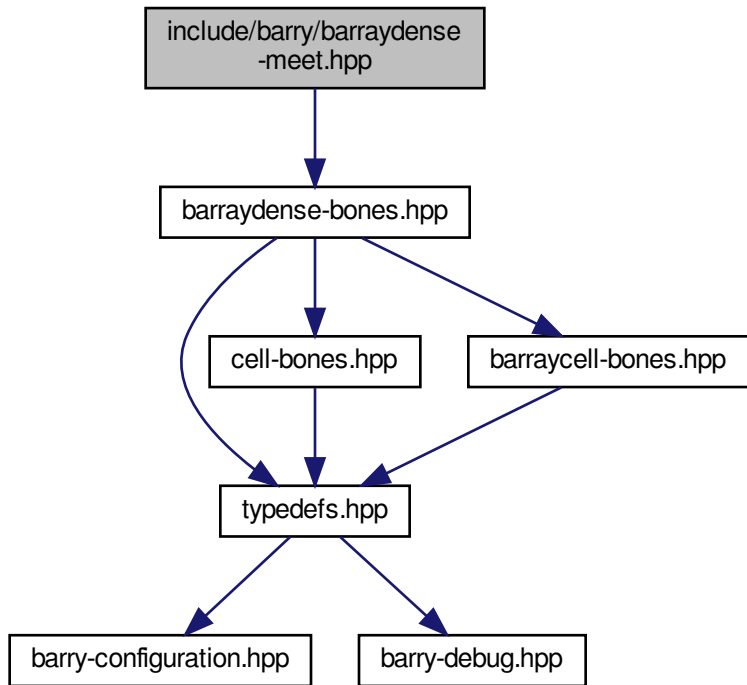 include/barry/barraydense
-meet.hpp
barraydense-bones.hpp
cell-bones.hpp
barraycell-bones.hpp
typedefs.hpp
barry-configuration.hpp
barry-debug.hpp